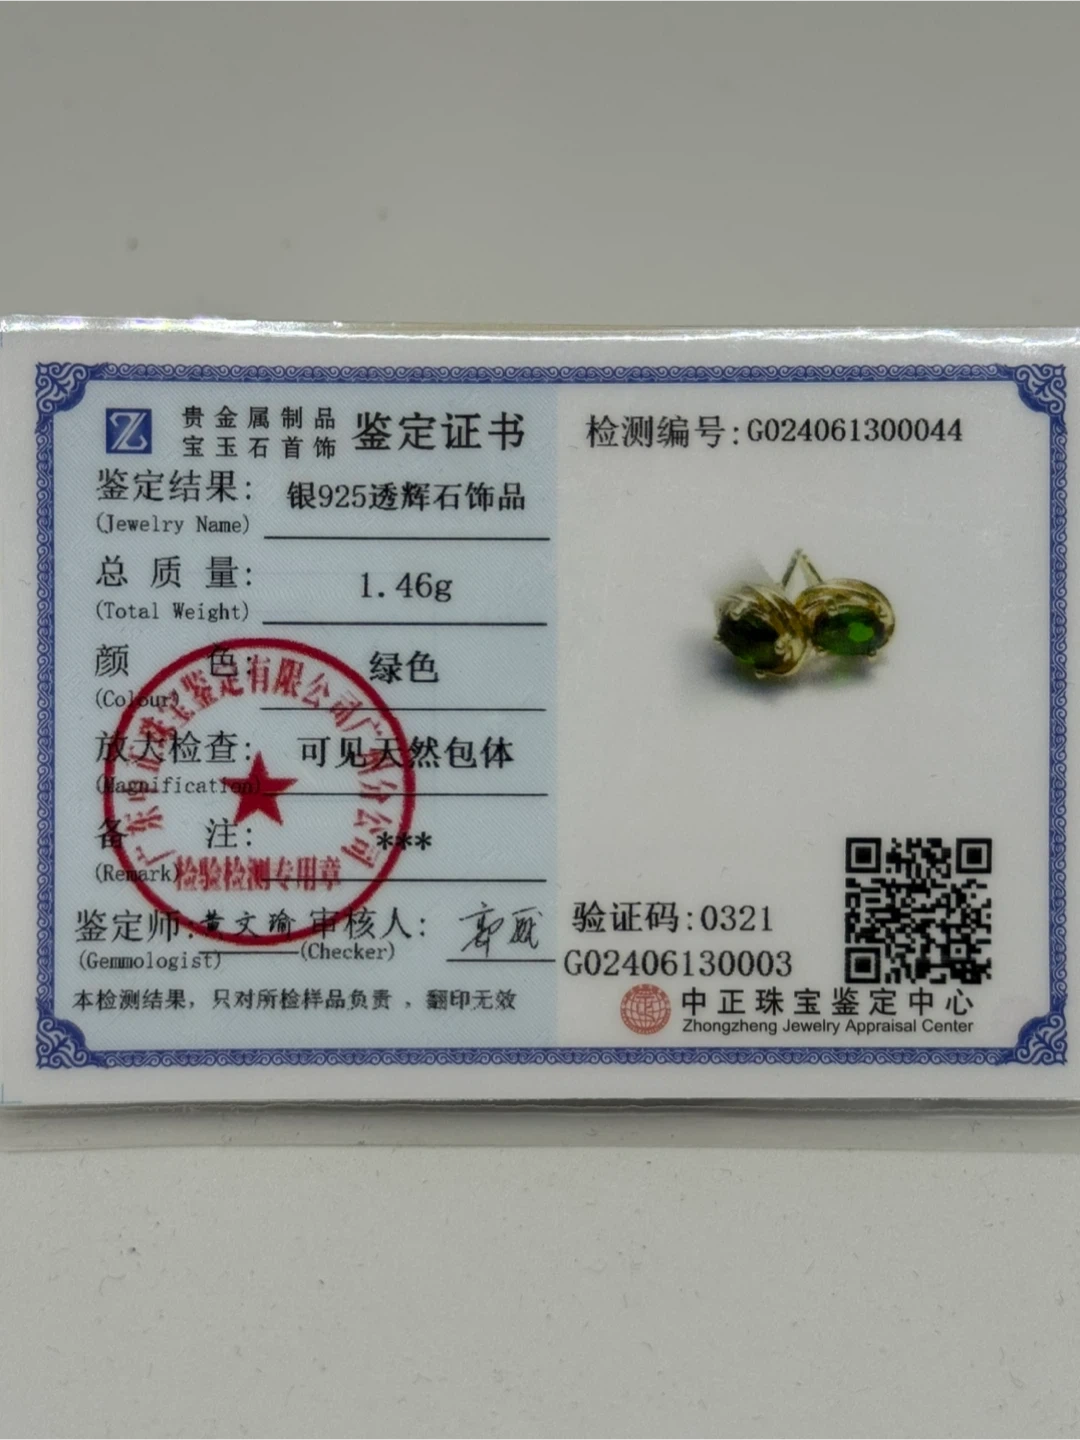 贵金属制品
宝玉石首饰
鉴定证书
检测编号:G024061300044
鉴定结果: 银925透辉石饰品
(Jewelry Name)
总质量: 1.46g
(Total Weight)
颜色: 绿色
(Colour)
放大检查: 可见天然包体
(Magnification)
备注: ***
(Remark)
检验检测专用章
鉴定师:黄文瑜 审核人:
(Gemmologist) (Checker)
本检测结果，只对所检样品负责，翻印无效
验证码:0321
G02406130003
中正珠宝鉴定中心
Zhongzheng Jewelry Appraisal Center